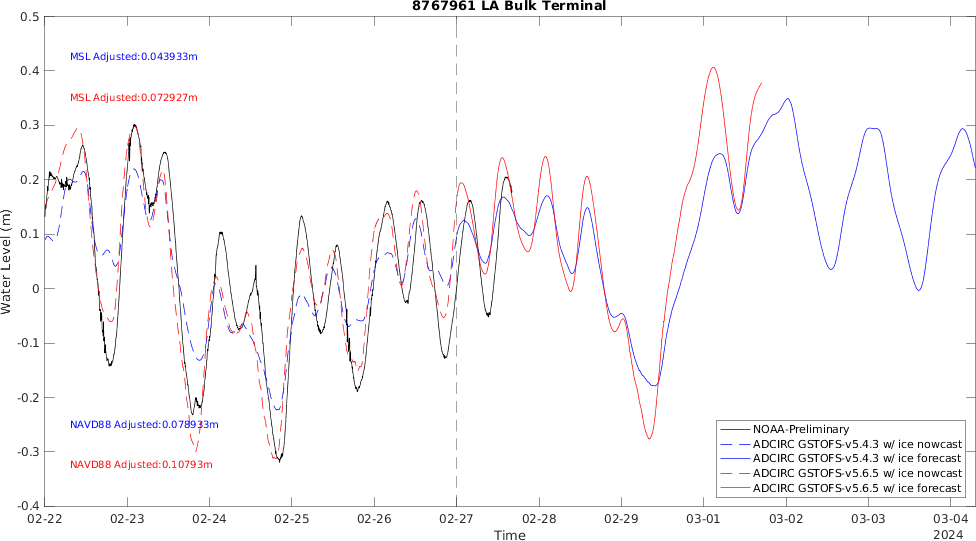 8767961 LA Bulk Terminal
0.5
0.4
0.3
0.2
0.1
0
-0.1
-0.2
-0.3
-0.4
Water Level (m)
MSL Adjusted:0.043933m
MSL Adjusted:0.072927m
NAVD88 Adjusted:0.078933m
NAVD88 Adjusted:0.10793m
NOAA-Preliminary
ADCIRC GSTOFS-v5.4.3 w/ ice nowcast
ADCIRC GSTOFS-v5.4.3 w/ ice forecast
ADCIRC GSTOFS-v5.6.5 w/ ice nowcast
ADCIRC GSTOFS-v5.6.5 w/ ice forecast
02-22 02-23 02-24 02-25 02-26 02-27 02-28 02-29 03-01 03-02 03-03 03-04
Time
2024